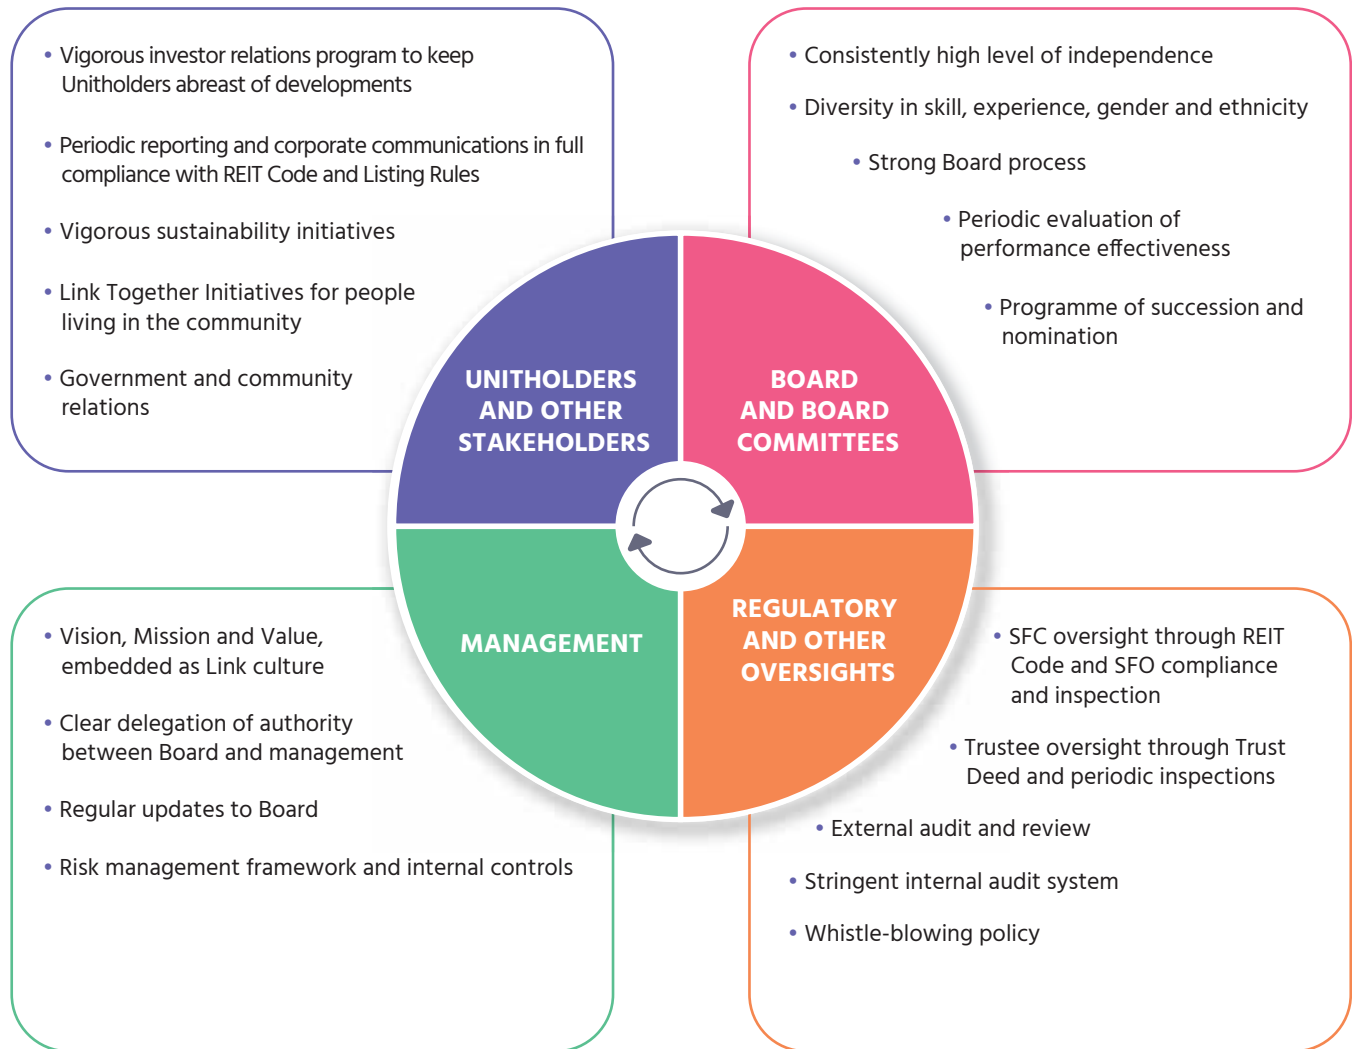 • Vigorous investor relations program to keep
Unitholders abreast of developments
• Periodic reporting and corporate communications in full
compliance with REIT Code and Listing Rules
• Vigorous sustainability initiatives
• Link Together Initiatives for people
living in the community
• Government and community
relations
• Consistently high level of independence
• Diversity in skill, experience, gender and ethnicity
• Strong Board process
• Periodic evaluation of
performance effectiveness
• Programme of succession and
nomination
UNITHOLDERS
AND OTHER
STAKEHOLDERS
BOARD
AND BOARD
COMMITTEES
MANAGEMENT
REGULATORY
AND OTHER
OVERSIGHTS
• Vision, Mission and Value,
embedded as Link culture
• Clear delegation of authority
between Board and management
• Regular updates to Board
• Risk management framework and internal controls
• SFC oversight through REIT
Code and SFO compliance
and inspection
• Trustee oversight through Trust
Deed and periodic inspections
• External audit and review
• Stringent internal audit system
• Whistle-blowing policy